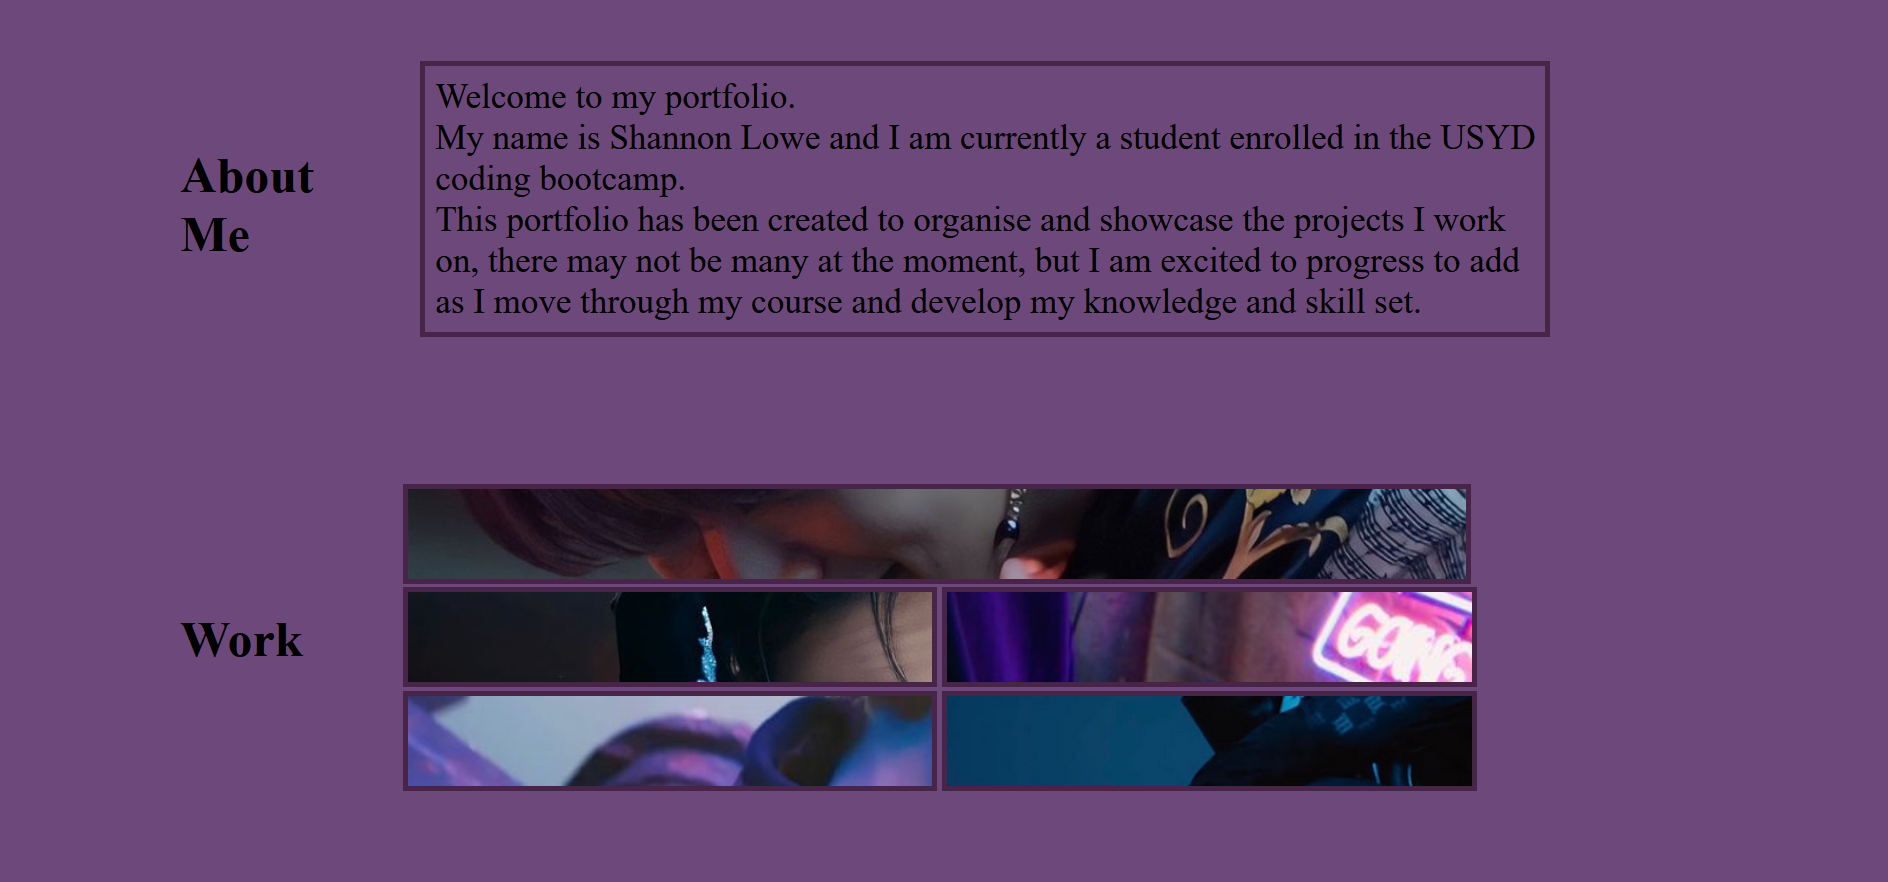 Welcome to my portfolio.
My name is Shannon Lowe and I am currently a student enrolled in the USYD
coding bootcamp.
This portfolio has been created to organise and showcase the projects I work
on, there may not be many at the moment, but I am excited to progress to add
as I move through my course and develop my knowledge and skill set.
About
Me
Work